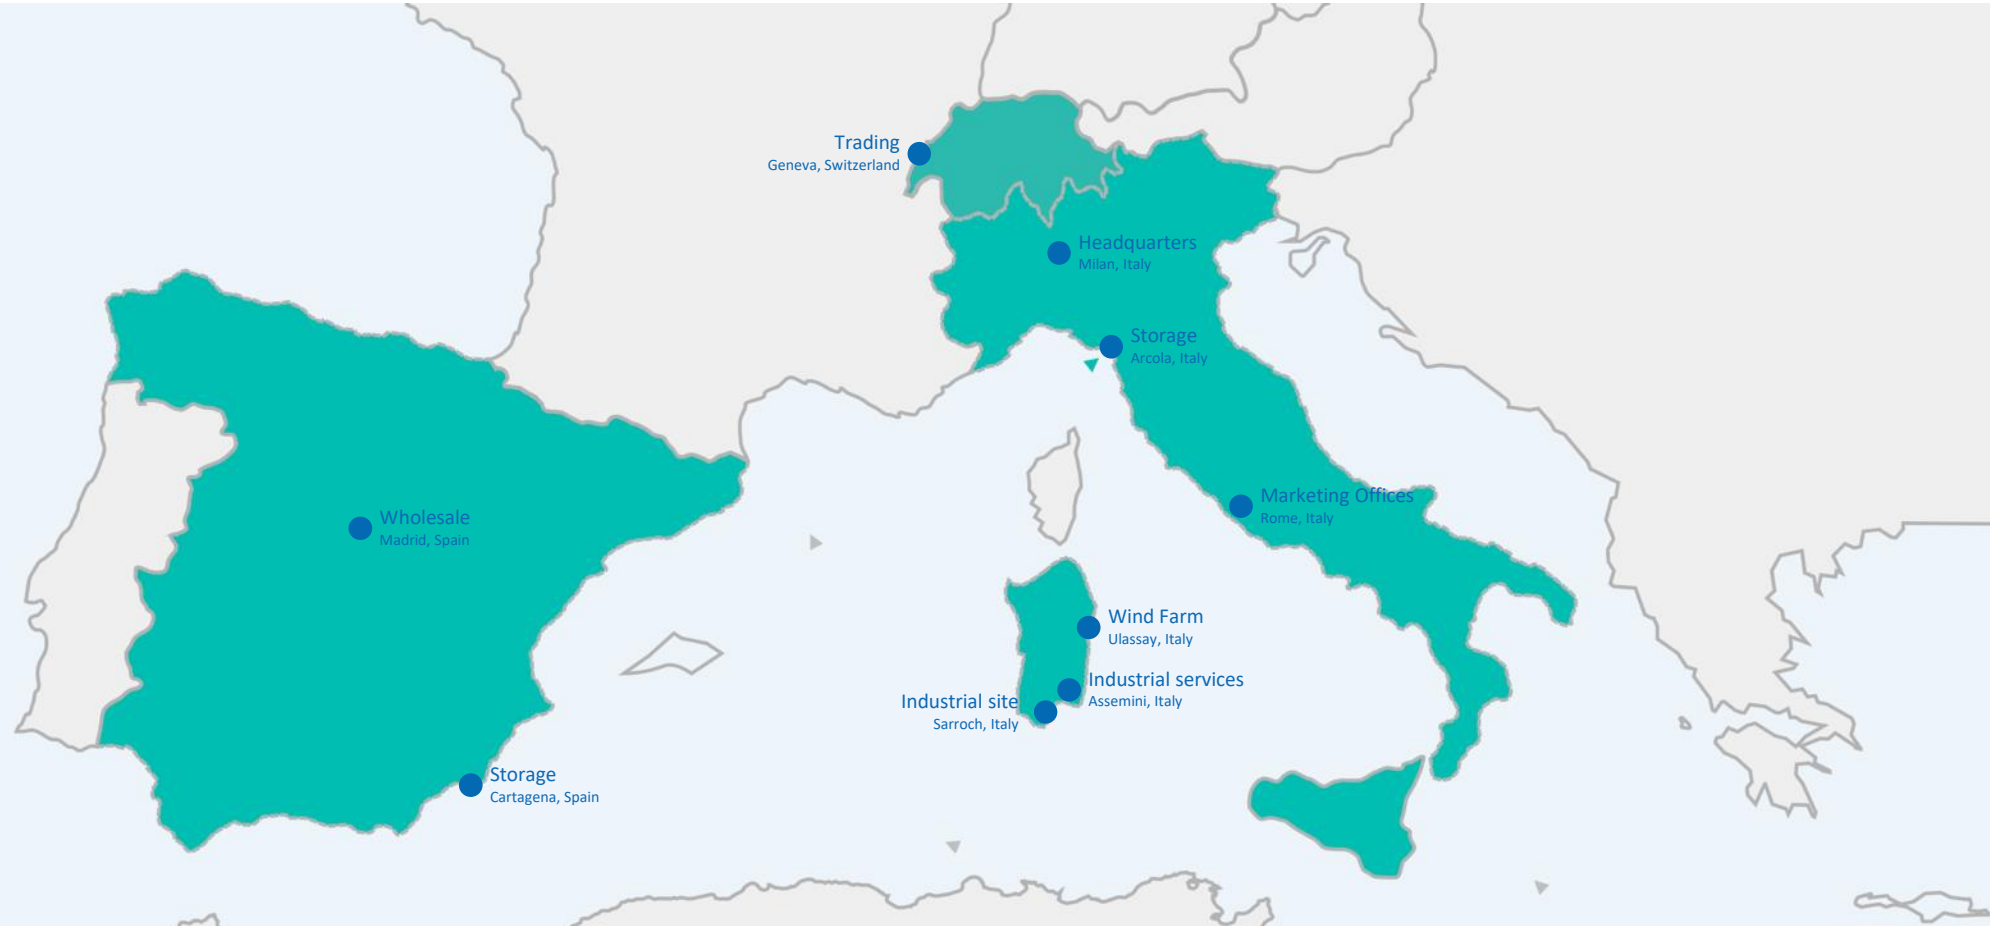 Trading
Geneva, Switzerland
Headquarters
Milan, Italy
Storage
Arcola, Italy
Marketing Offices
Rome, Italy
Wholesale
Madrid, Spain
Wind Farm
Ulassay, Italy
Industrial services
Assemini, Italy
Industrial site
Sarroch, Italy
Storage
Cartagena, Spain